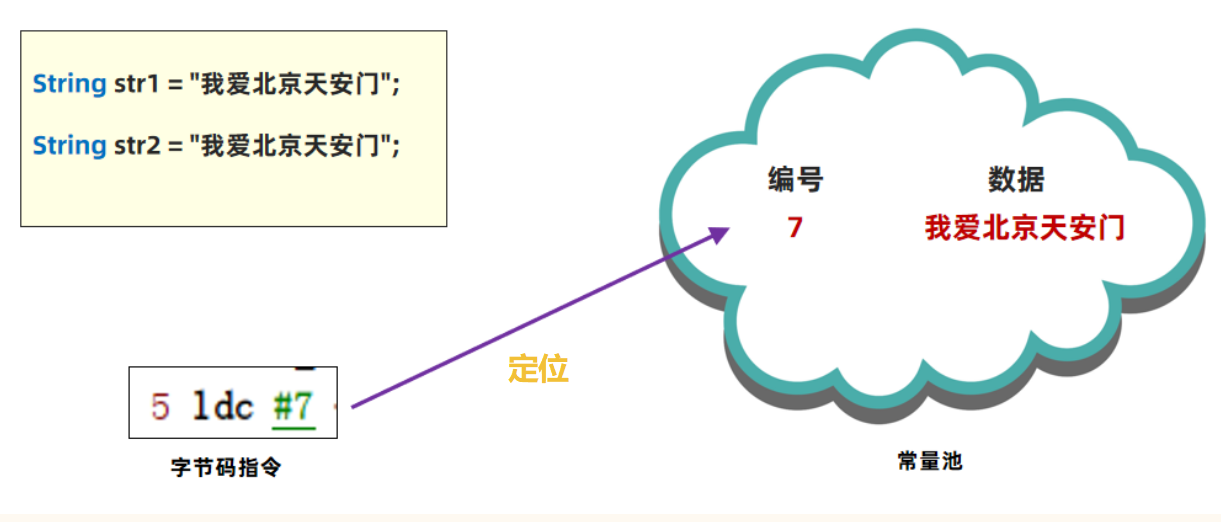 String str1 = "我爱北京天安门";
String str2 = "我爱北京天安门";
编号 数据
7 我爱北京天安门
定位
5 ldc #7
字节码指令
常量池